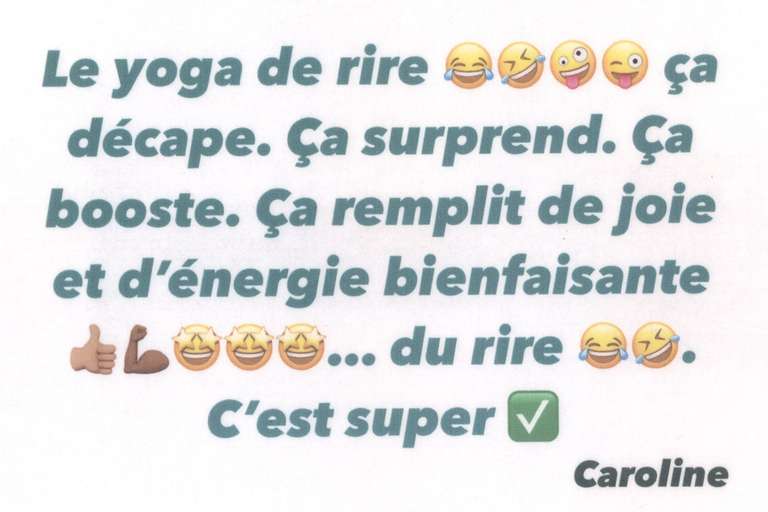 Le yoga de rire 😂🤣🤪😜 ça
décape. Ça surprend. Ça
booste. Ça remplit de joie
et d’énergie bienfaisante
👍🏽💪🏾🤩🤩🤩... du rire 😂🤣.
C’est super ✅
Caroline